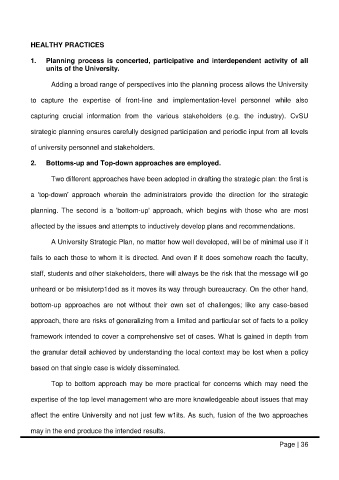 HEALTHY PRACTICES
1. Planning process is concerted, participative and interdependent activity of all
units of the University.
Adding a broad range of perspectives into the planning process allows the University
to capture the expertise of front-line and implementation-level personnel while also
capturing crucial information from the various stakeholders (e.g. the industry). CvSU
strategic planning ensures carefully designed participation and periodic input from all levels
of university personnel and stakeholders.
2. Bottoms-up and Top-down approaches are employed.
Two different approaches have been adopted in drafting the strategic plan: the first is
a 'top-down' approach wherein the administrators provide the direction for the strategic
planning. The second is a 'bottom-up' approach, which begins with those who are most
affected by the issues and attempts to inductively develop plans and recommendations.
A University Strategic Plan, no matter how well developed, will be of minimal use if it
fails to each those to whom it is directed. And even if it does somehow reach the faculty,
staff, students and other stakeholders, there will always be the risk that the message will go
unheard or be misiuterp1ded as it moves its way through bureaucracy. On the other hand,
bottom-up approaches are not without their own set of challenges; like any case-based
approach, there are risks of generalizing from a limited and particular set of facts to a policy
framework intended to cover a comprehensive set of cases. What is gained in depth from
the granular detail achieved by understanding the local context may be lost when a policy
based on that single case is widely disseminated.
Top to bottom approach may be more practical for concerns which may need the
expertise of the top level management who are more knowledgeable about issues that may
affect the entire University and not just few w1its. As such, fusion of the two approaches
may in the end produce the intended results.
Page | 36